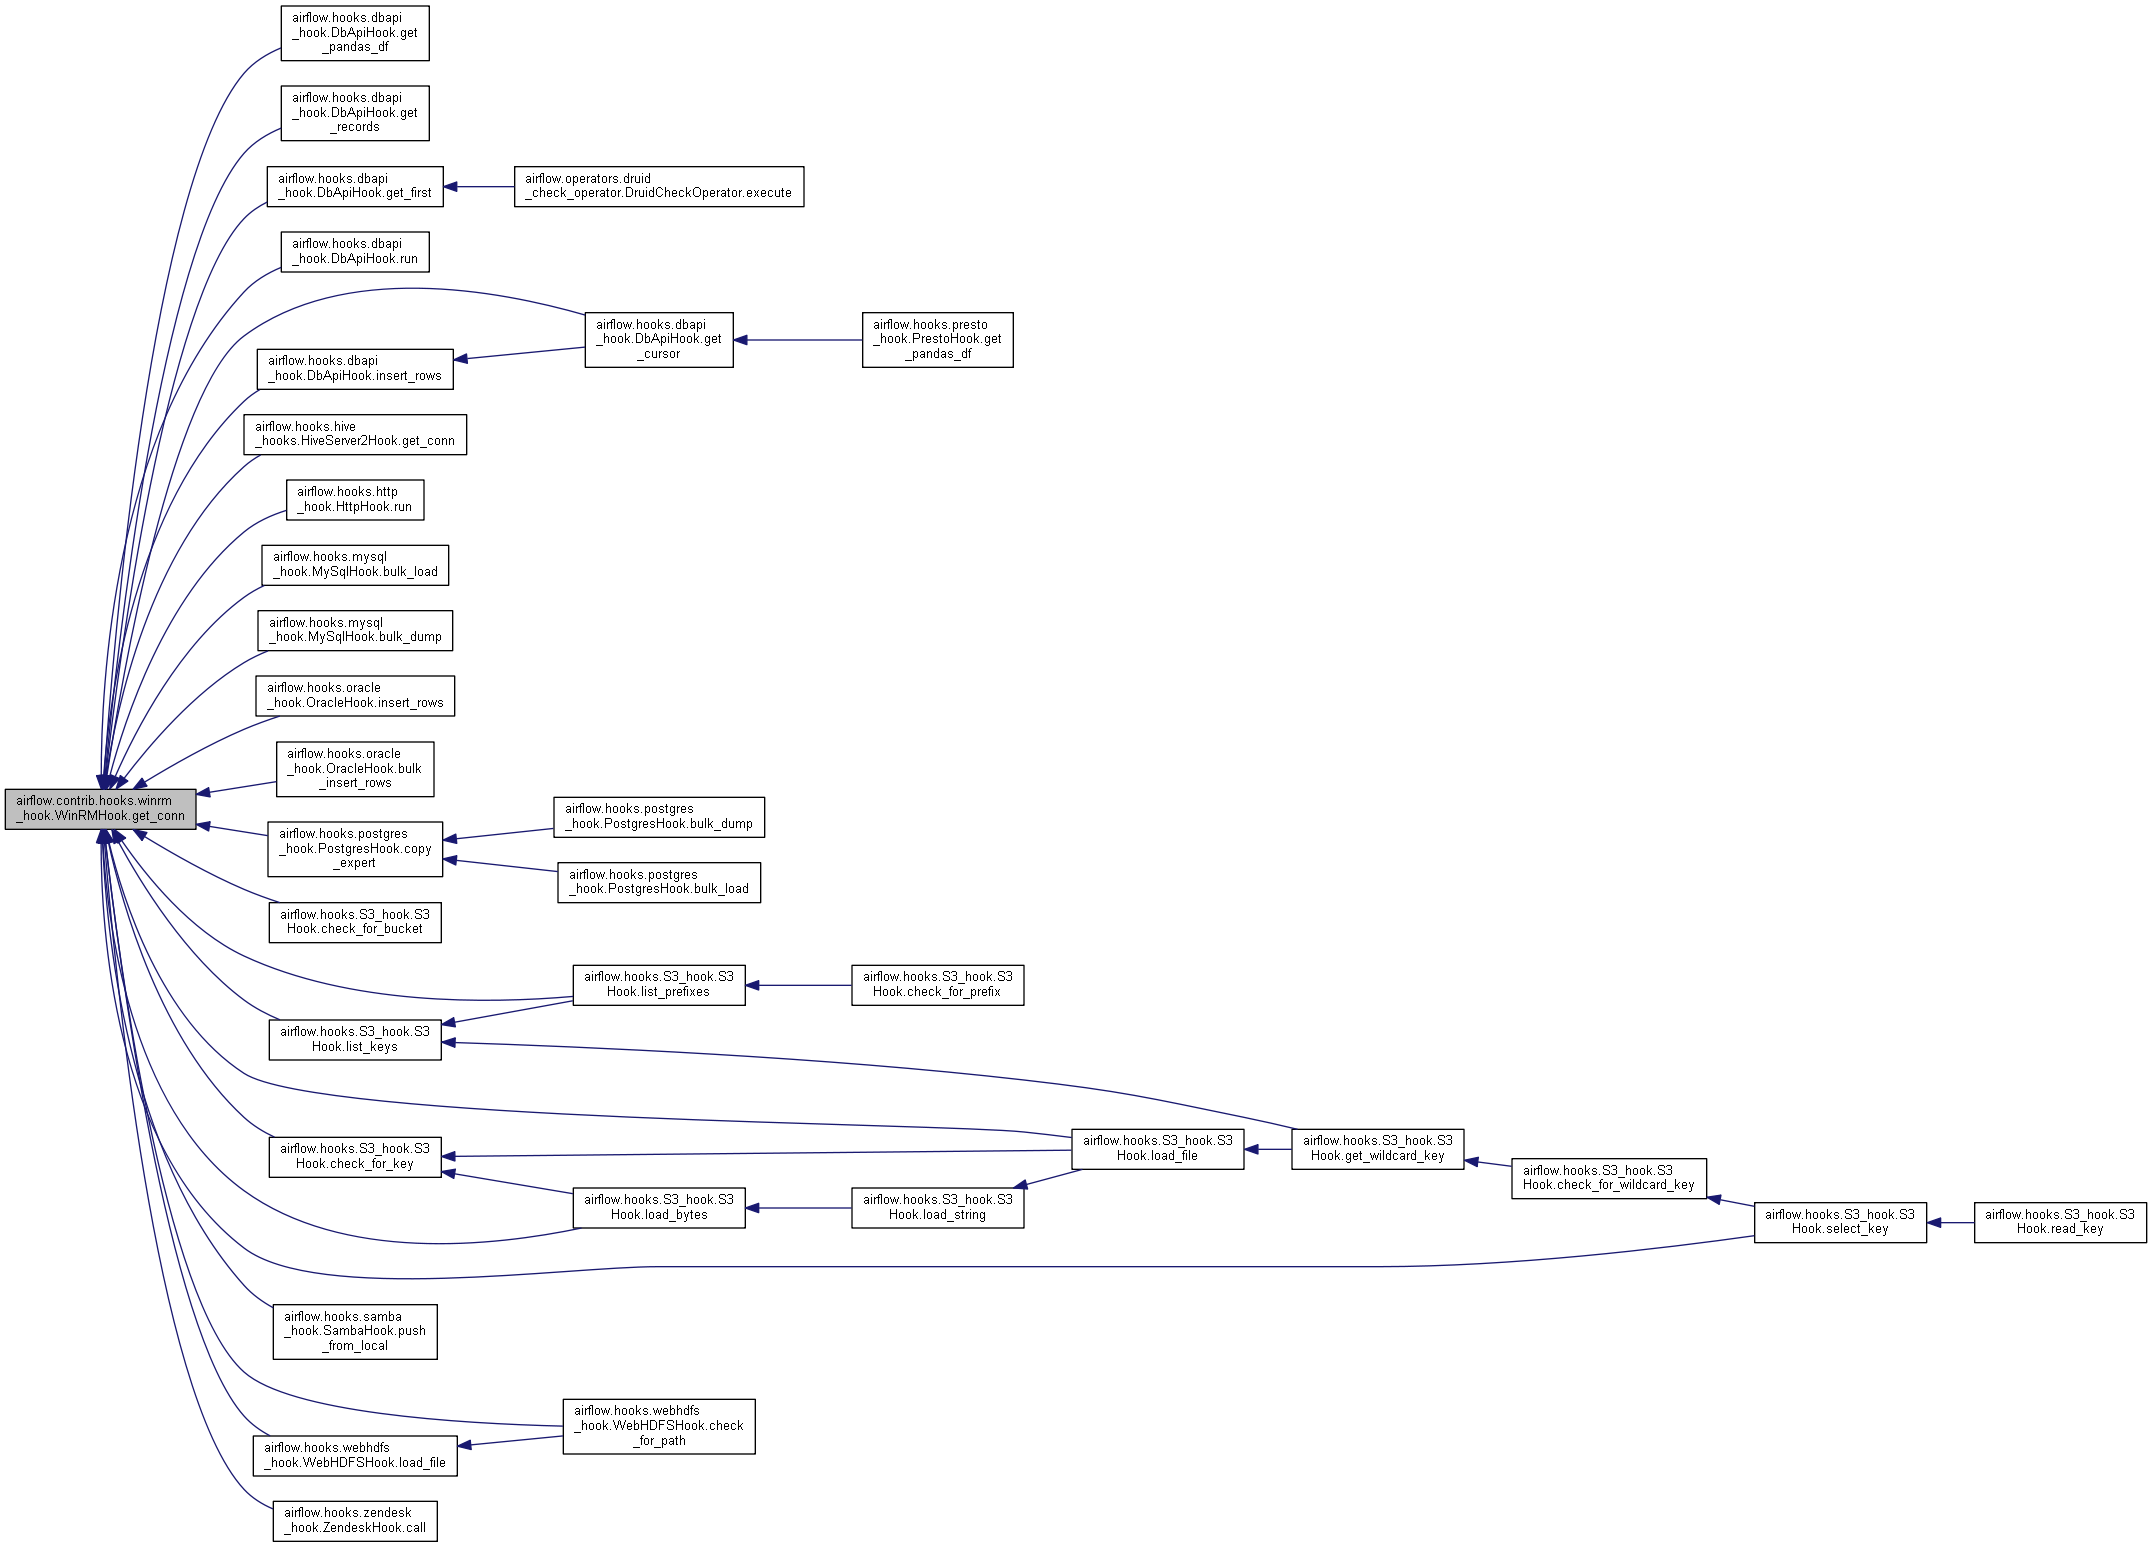 airflow.hooks.dbapi
_hook.DbApiHook.get
_pandas_df
airflow.hooks.dbapi
_hook.DbApiHook.get
_records
airflow.hooks.dbapi
_hook.DbApiHook.get_first
airflow.operators.druid
_check_operator.DruidCheckOperator.execute
airflow.hooks.dbapi
_hook.DbApiHook.run
airflow.hooks.dbapi
_hook.DbApiHook.get
_cursor
airflow.hooks.presto
_hook.PrestoHook.get
_pandas_df
airflow.hooks.dbapi
_hook.DbApiHook.insert_rows
airflow.hooks.hive
_hooks.HiveServer2Hook.get_conn
airflow.hooks.http
_hook.HttpHook.run
airflow.hooks.mysql
_hook.MySqlHook.bulk_load
airflow.hooks.mysql
_hook.MySqlHook.bulk_dump
airflow.hooks.oracle
_hook.OracleHook.insert_rows
airflow.hooks.oracle
_hook.OracleHook.bulk
_insert_rows
airflow.contrib.hooks.winrm
_hook.WinRMHook.get_conn
airflow.hooks.postgres
_hook.PostgresHook.copy
_expert
airflow.hooks.postgres
_hook.PostgresHook.bulk_dump
airflow.hooks.postgres
_hook.PostgresHook.bulk_load
airflow.hooks.S3_hook.S3
Hook.check_for_bucket
airflow.hooks.S3_hook.S3
Hook.list_prefixes
airflow.hooks.S3_hook.S3
Hook.check_for_prefix
airflow.hooks.S3_hook.S3
Hook.list_keys
airflow.hooks.S3_hook.S3
Hook.check_for_key
airflow.hooks.S3_hook.S3
Hook.load_file
airflow.hooks.S3_hook.S3
Hook.get_wildcard_key
airflow.hooks.S3_hook.S3
Hook.check_for_wildcard_key
airflow.hooks.S3_hook.S3
Hook.load_bytes
airflow.hooks.S3_hook.S3
Hook.load_string
airflow.hooks.S3_hook.S3
Hook.select_key
airflow.hooks.S3_hook.S3
Hook.read_key
airflow.hooks.samba
_hook.SambaHook.push
_from_local
airflow.hooks.webhdfs
_hook.WebHDFSHook.check
_for_path
airflow.hooks.webhdfs
_hook.WebHDFSHook.load_file
airflow.hooks.zendesk
_hook.ZendeskHook.call